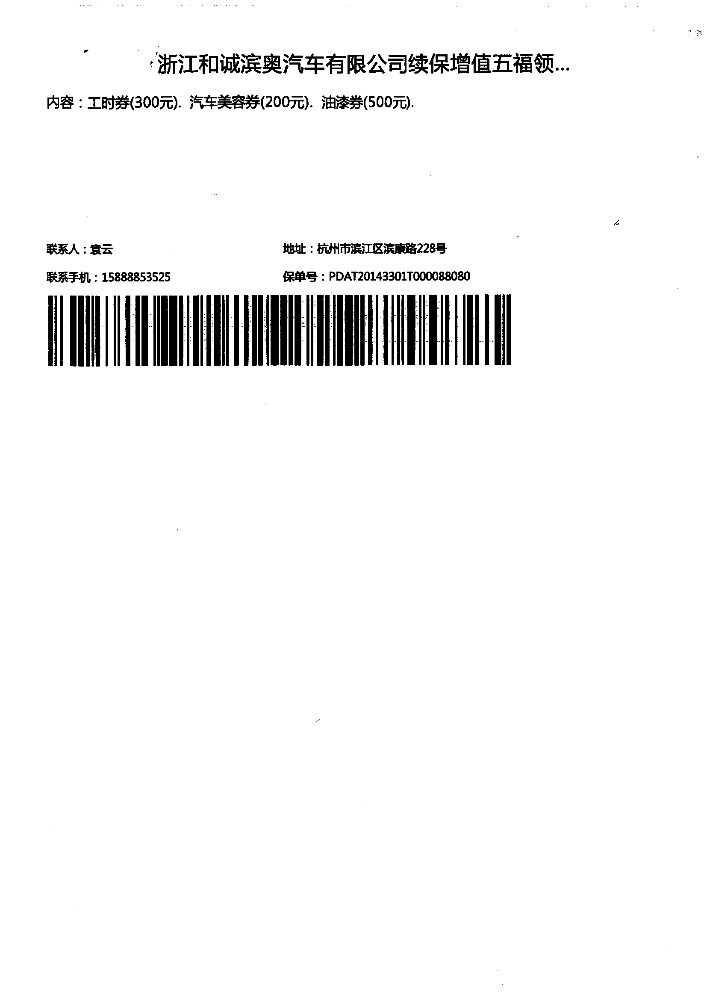 浙江和诚滨奥汽车有限公司续保增值五福领...
内容：工时券(300元). 汽车美容券(200元). 油漆券(500元).
联系人：袁云
地址：杭州市滨江区滨康路228号
联系手机：15888853525
保单号：PDAT20143301T000088080